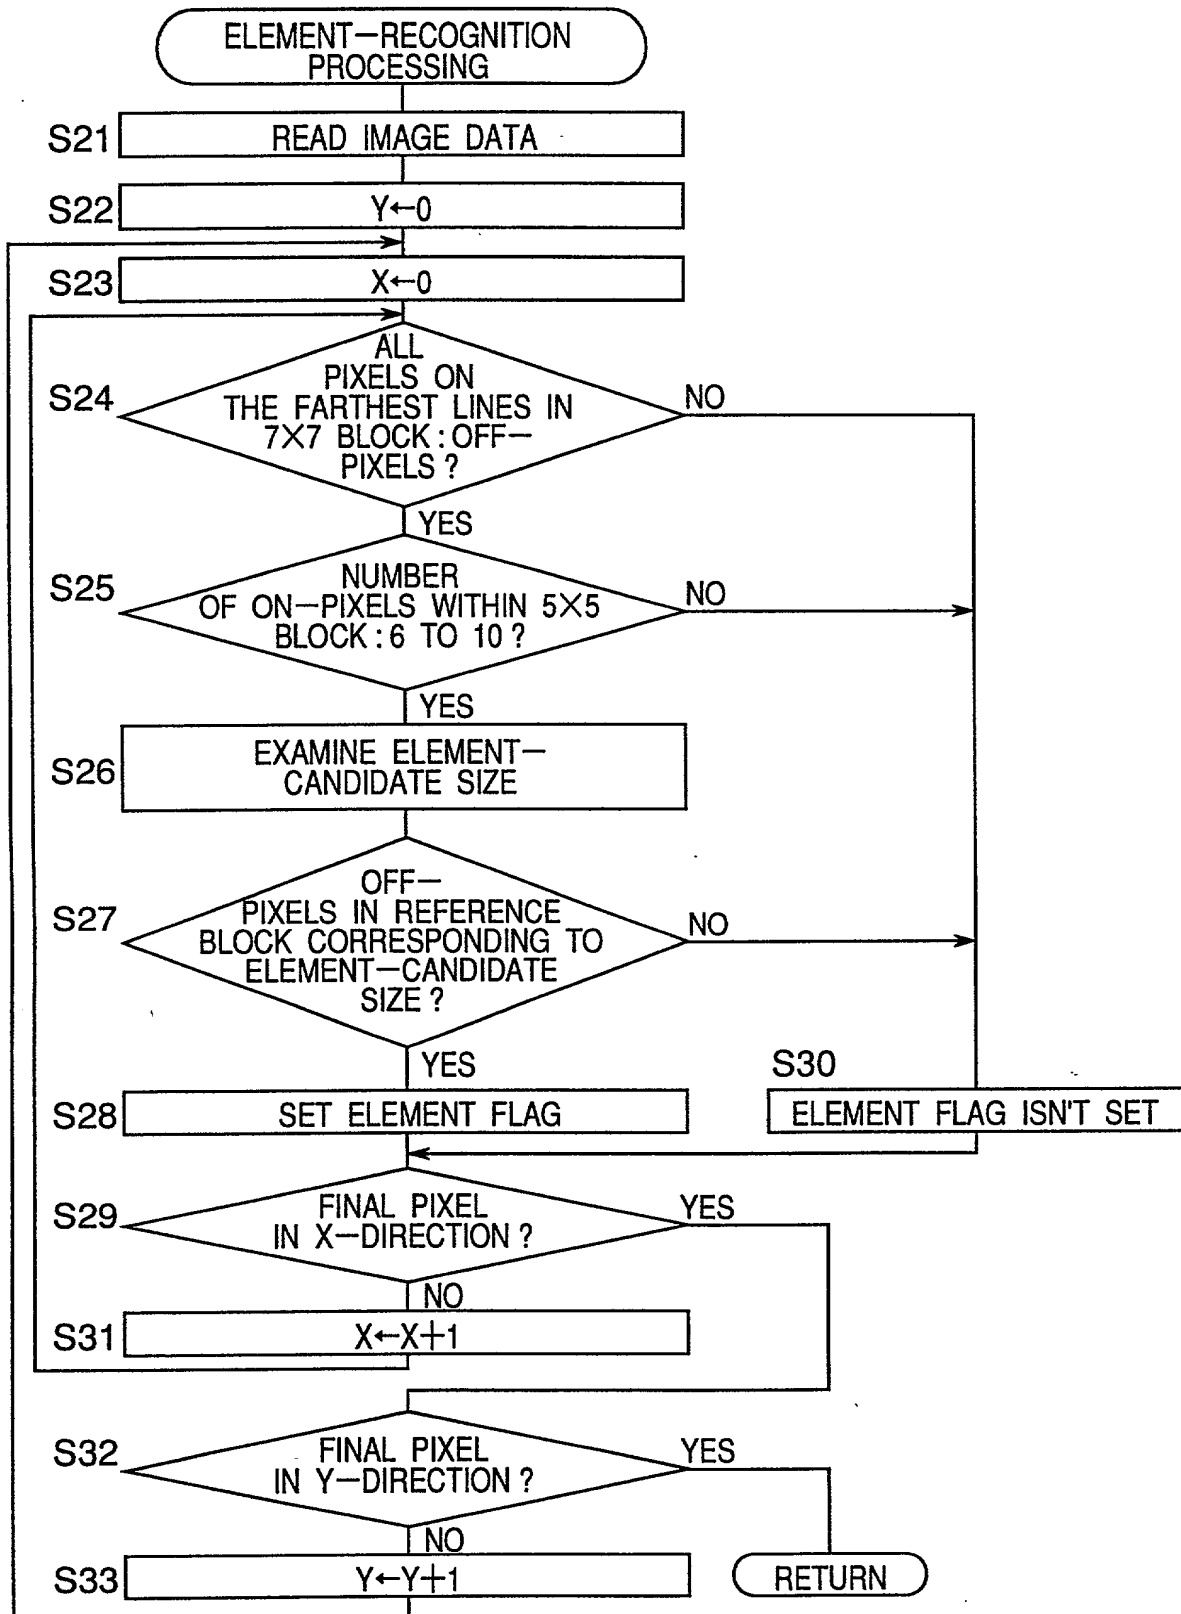 ELEMENT-RECOGNITION
PROCESSING
S21
READ IMAGE DATA
S22
Y←0
S23
X←0
S24
ALL
PIXELS ON
THE FARTHEST LINES IN
7×7 BLOCK:OFF-
PIXELS?
NO
YES
S25
NUMBER
OF ON-PIXELS WITHIN 5×5
BLOCK:6 TO 10?
NO
YES
S26
EXAMINE ELEMENT-
CANDIDATE SIZE
S27
OFF-
PIXELS IN REFERENCE
BLOCK CORRESPONDING TO
ELEMENT-CANDIDATE
SIZE?
NO
YES
S30
S28
SET ELEMENT FLAG
ELEMENT FLAG ISN'T SET
S29
FINAL PIXEL
IN X-DIRECTION?
YES
NO
S31
X←X+1
S32
FINAL PIXEL
IN Y-DIRECTION?
YES
NO
S33
Y←Y+1
RETURN